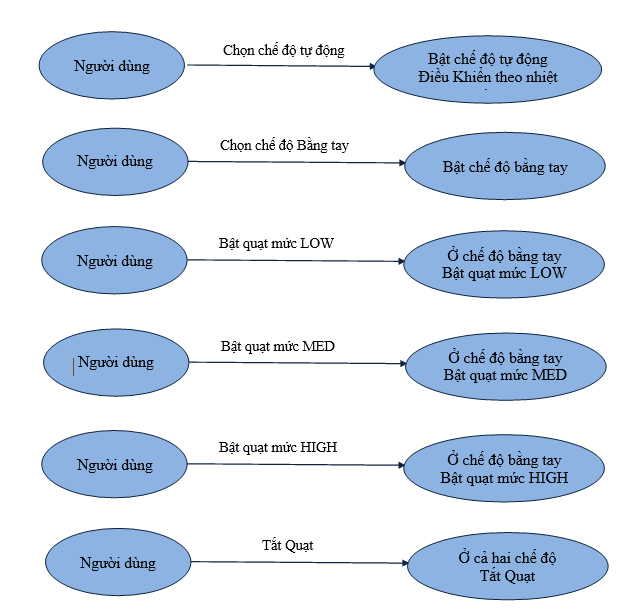 Chọn chế độ tự động
Người dùng
Bật chế độ tự động
Điều Khiển theo nhiệt
Chọn chế độ Bằng tay
Người dùng
Bật chế độ bằng tay
Bật quạt mức LOW
Người dùng
Ở chế độ bằng tay
Bật quạt mức LOW
Bật quạt mức MED
Người dùng
Ở chế độ bằng tay
Bật quạt mức MED
Bật quạt mức HIGH
Người dùng
Ở chế độ bằng tay
Bật quạt mức HIGH
Tắt Quạt
Người dùng
Ở cả hai chế độ
Tắt Quạt